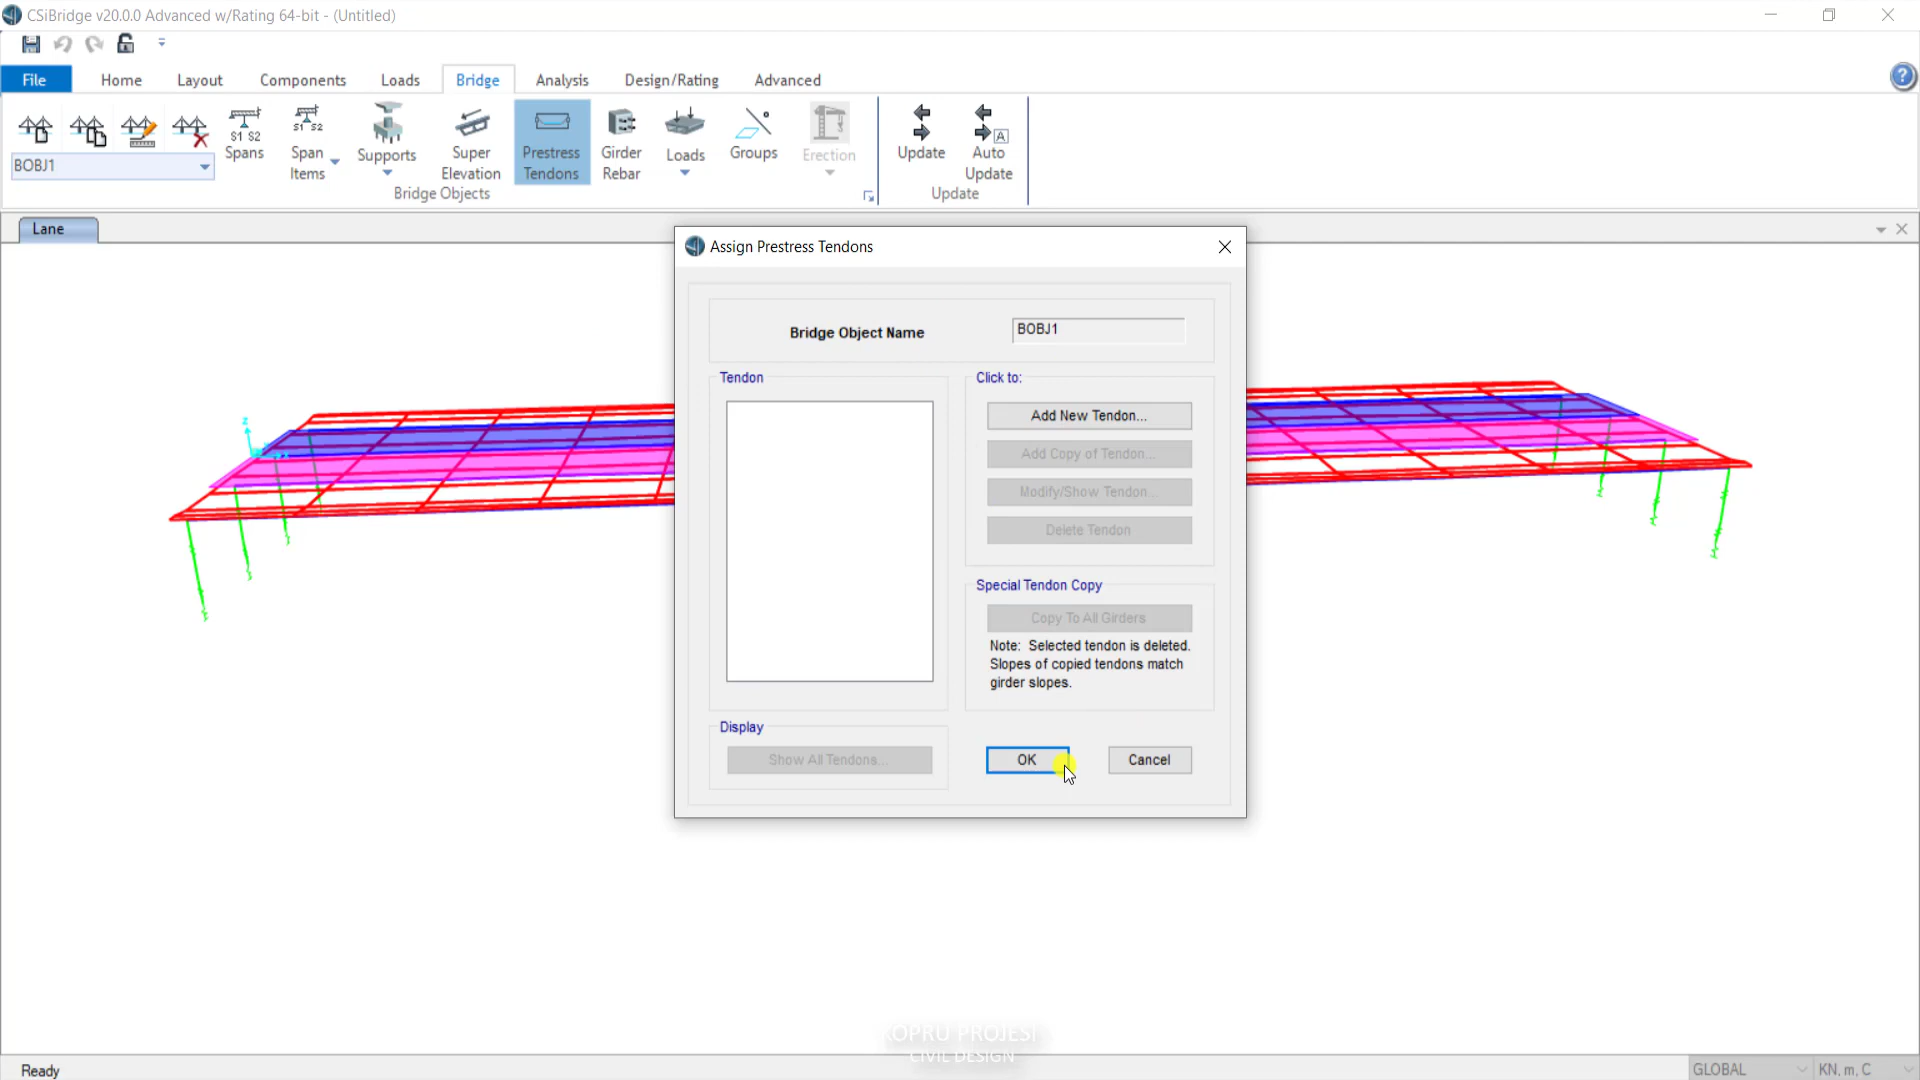 CSiBridge v20.0.0 Advanced w/Rating 64-bit - (Untitled)
File
Home
Layout
Components
Loads
Bridge
Analysis
Design/Rating
Advanced
BOBJ1
S1 S2
Spans
S1 S2
Span
Items
Supports
Super
Elevation
Prestress
Tendons
Girder
Rebar
Loads
Groups
Erection
Bridge Objects
Update
A
Auto
Update
Update
Lane
Assign Prestress Tendons
Bridge Object Name
BOBJ1
Tendon
Click to:
Add New Tendon...
Add Copy of Tendon...
Modify/Show Tendon...
Delete Tendon
Special Tendon Copy
Copy To All Girders
Note: Selected tendon is deleted.
Slopes of copied tendons match
girder slopes.
Display
Show All Tendons...
OK
Cancel
Z
KOPRU PROJESI
CIVIL DESIGN
Ready
GLOBAL
KN, m, C